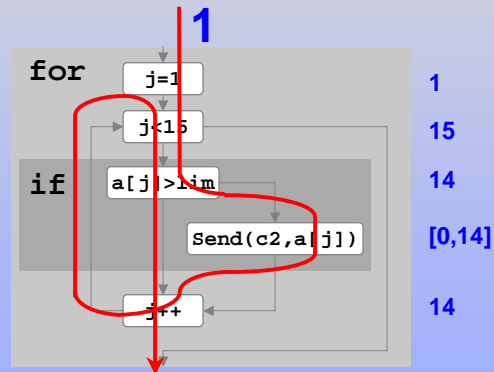 1
for
j=1
1
j<15
15
if
a[j]>lim
14
Send(c2,a[j])
[0,14]
j++
14